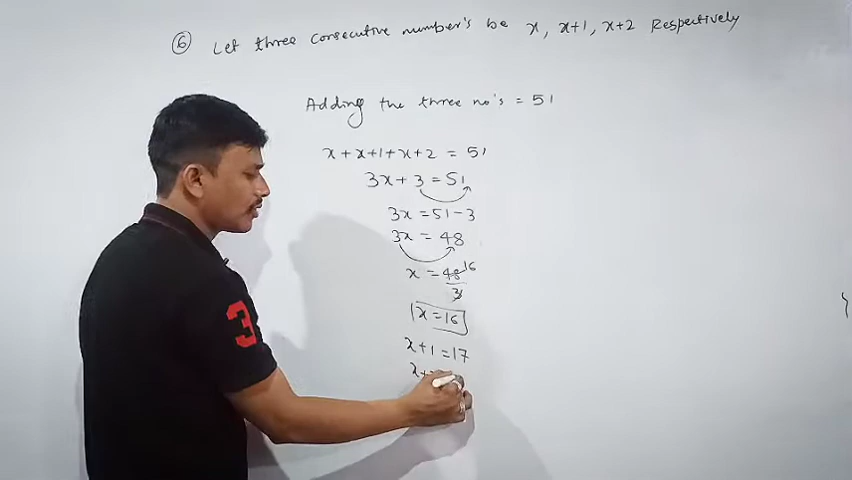 6 Let three consecutive number's be x, x+1, x+2 Respectively
Adding the three no's = 51
x + x+1 + x+2 = 51
3x + 3 = 51
3x = 51 - 3
3x = 48
x = 48/3 16
x = 16
x+1 = 17
x+
3